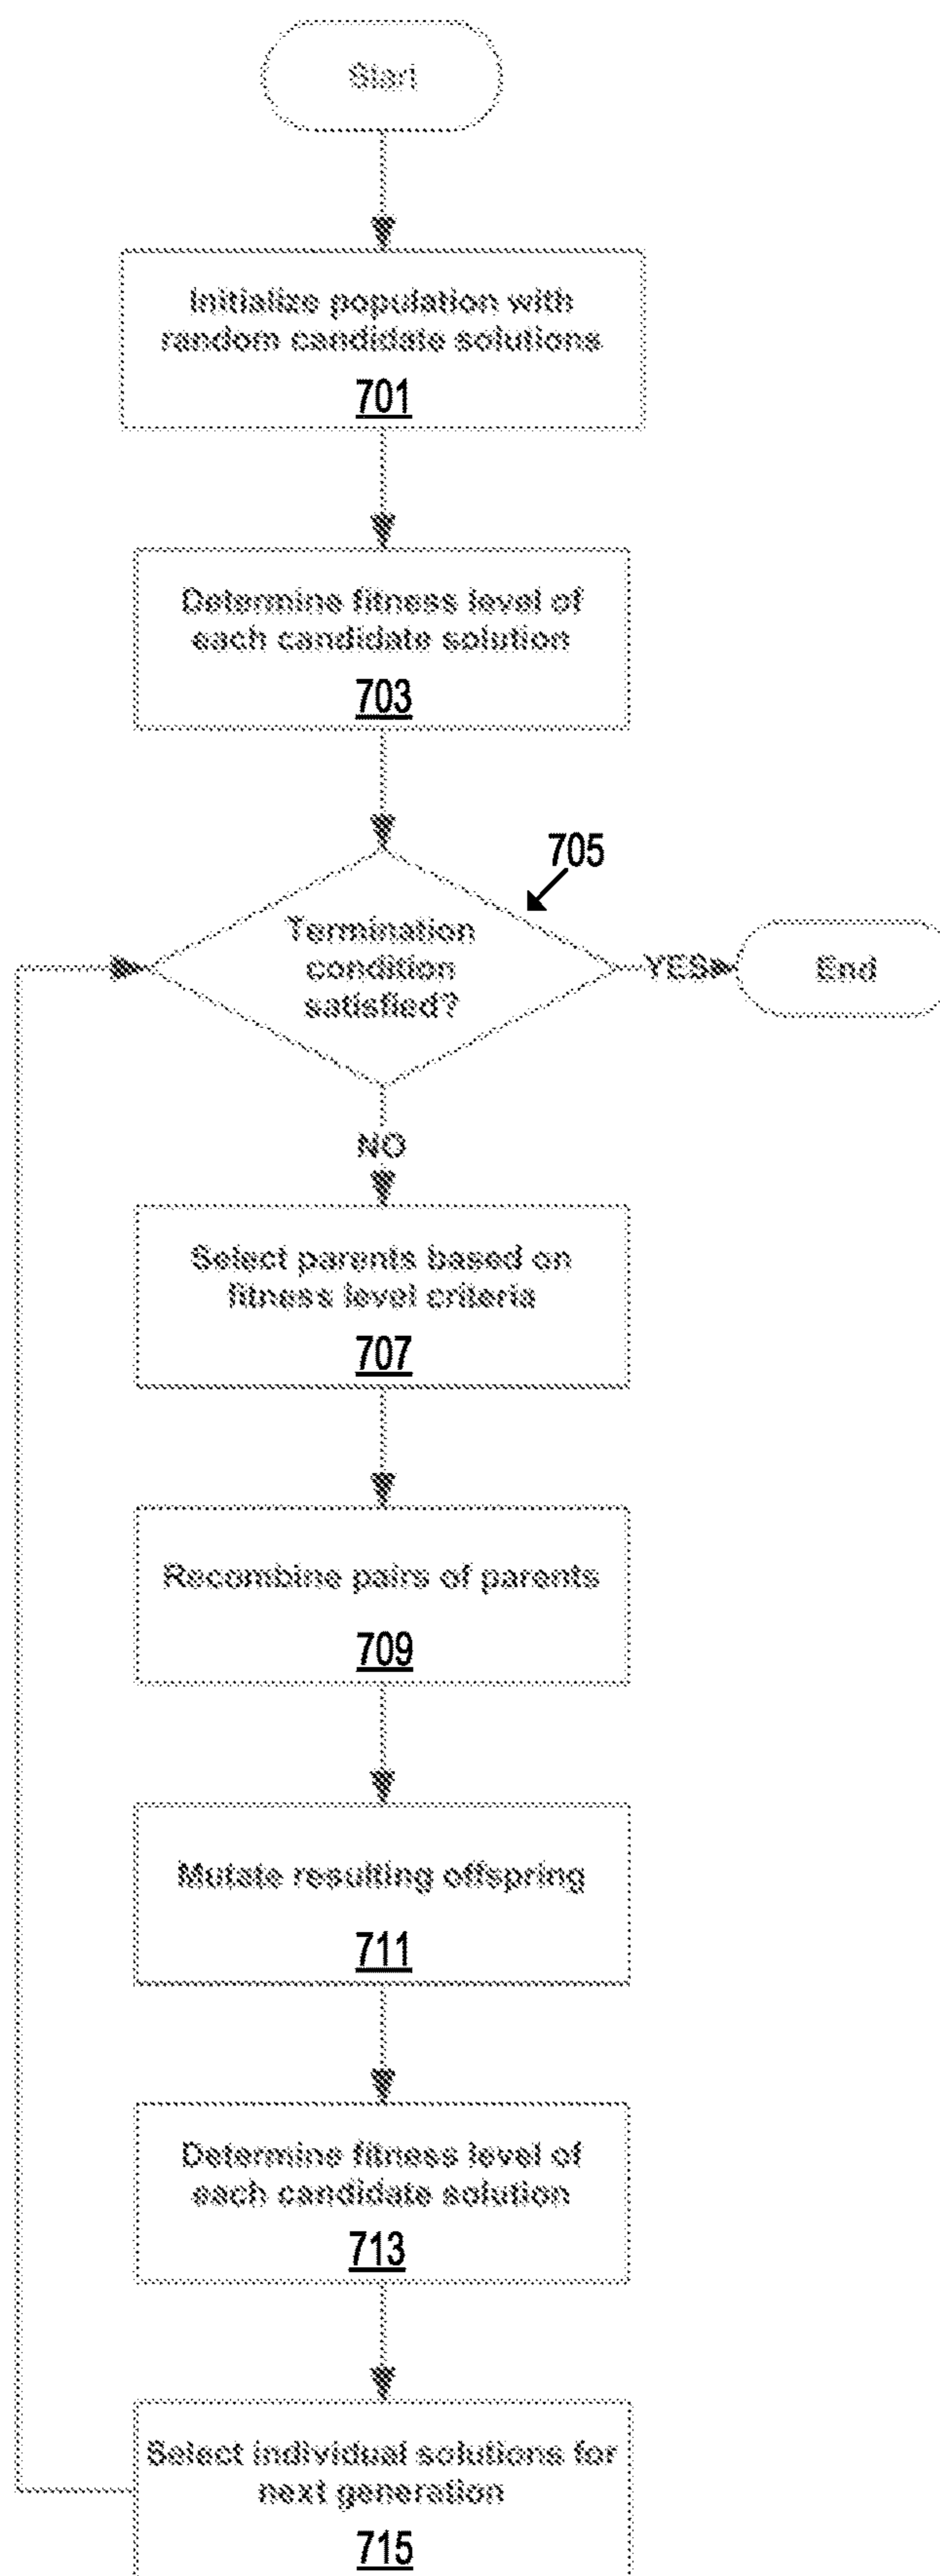 Start
Initialize population with
random candidate solutions
701
Determine fitness level of
each candidate solution
703
705
Termination
condition
satisfied?
YES
End
NO
Select parents based on
fitness level criteria
707
Recombine pairs of parents
709
Mutate resulting offspring
711
Determine fitness level of
each candidate solution
713
Select individual solutions for
next generation
715